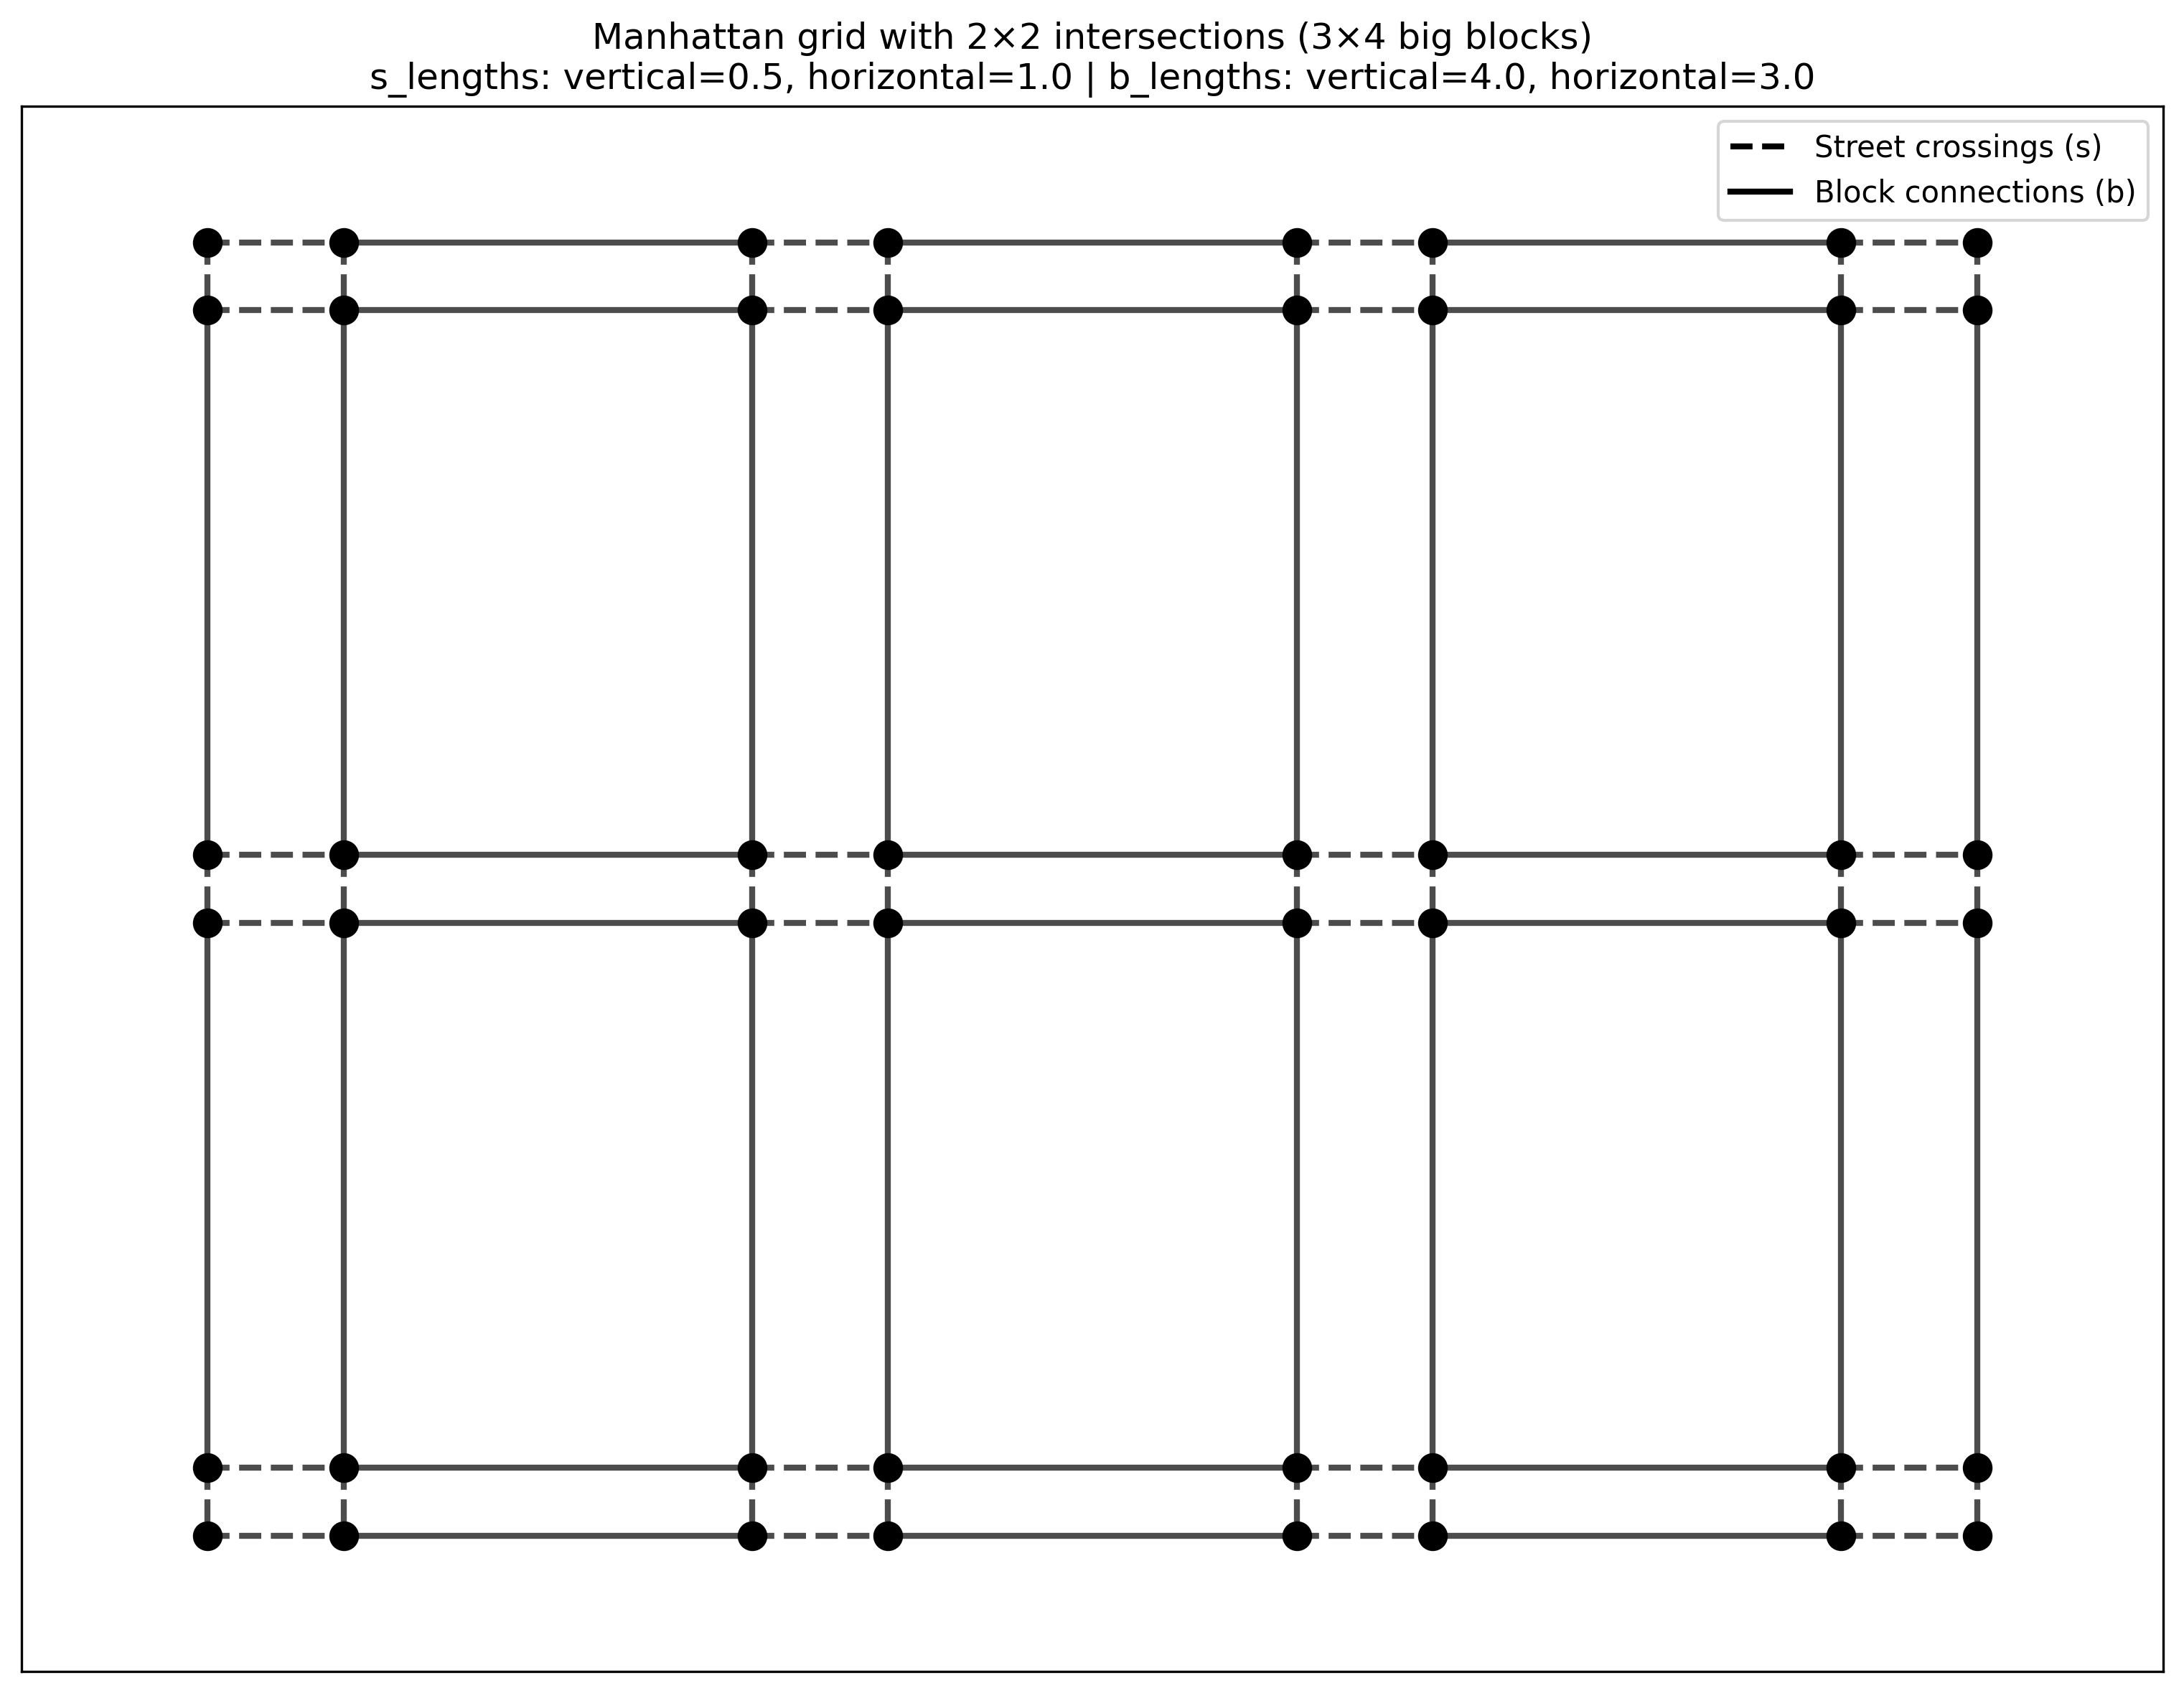 Manhattan grid with 2×2 intersections (3×4 big blocks)
s_lengths: vertical=0.5, horizontal=1.0 | b_lengths: vertical=4.0, horizontal=3.0
Street crossings (s)
Block connections (b)